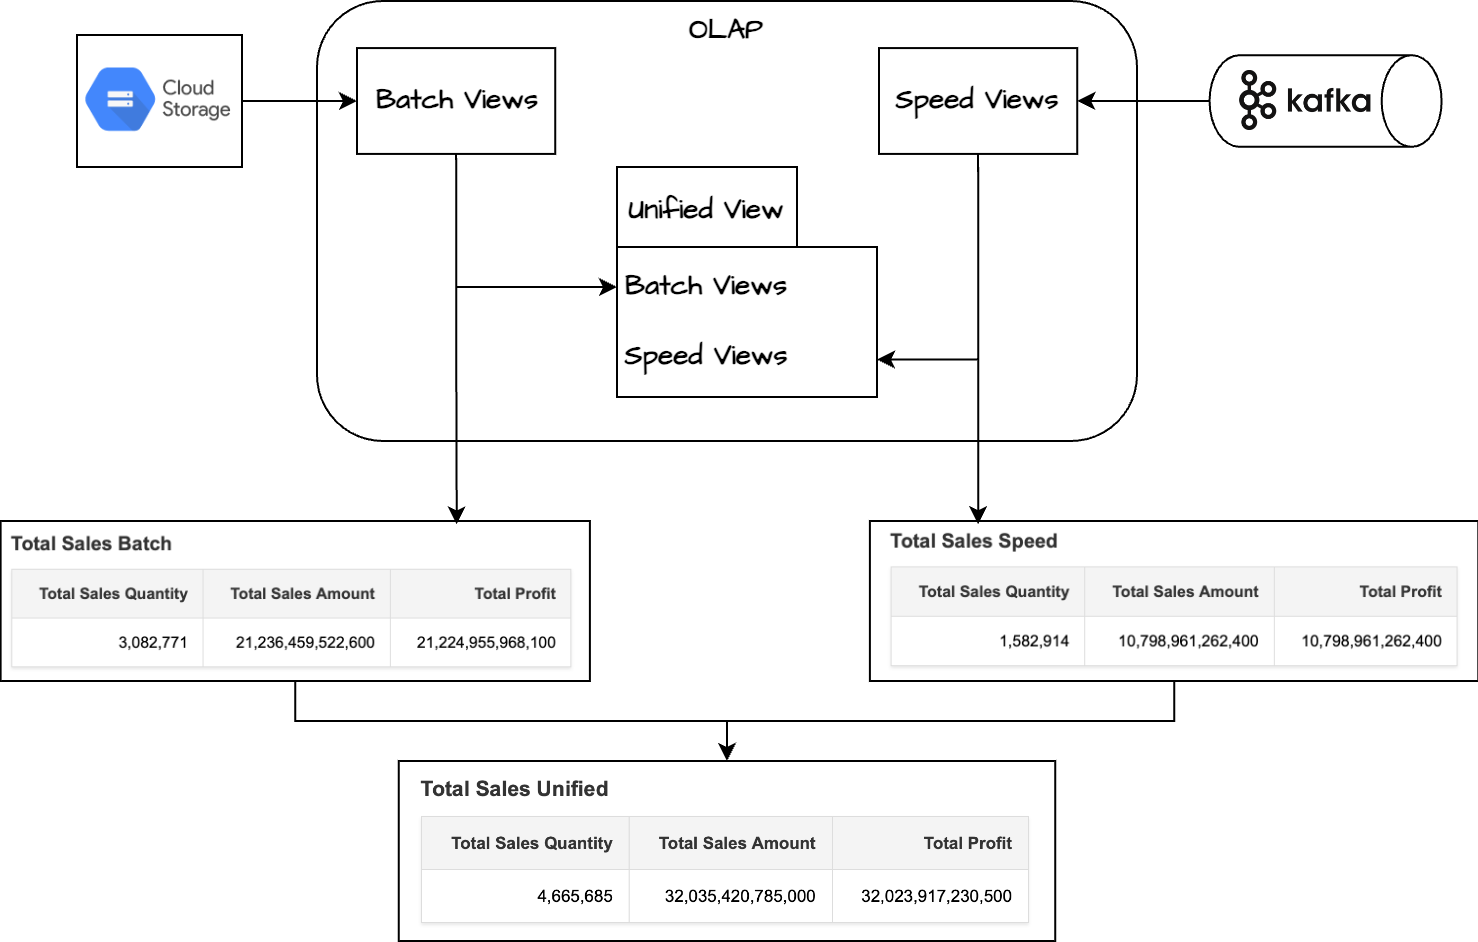 OLAP
Cloud
Storage
Batch Views
Speed Views
kafka
Unified View
Batch Views
Speed Views
Total Sales Batch
Total Sales Quantity Total Sales Amount Total Profit
3,082,771 21,236,459,522,600 21,224,955,968,100
Total Sales Speed
Total Sales Quantity Total Sales Amount Total Profit
1,582,914 10,798,961,262,400 10,798,961,262,400
Total Sales Unified
Total Sales Quantity Total Sales Amount Total Profit
4,665,685 32,035,420,785,000 32,023,917,230,500